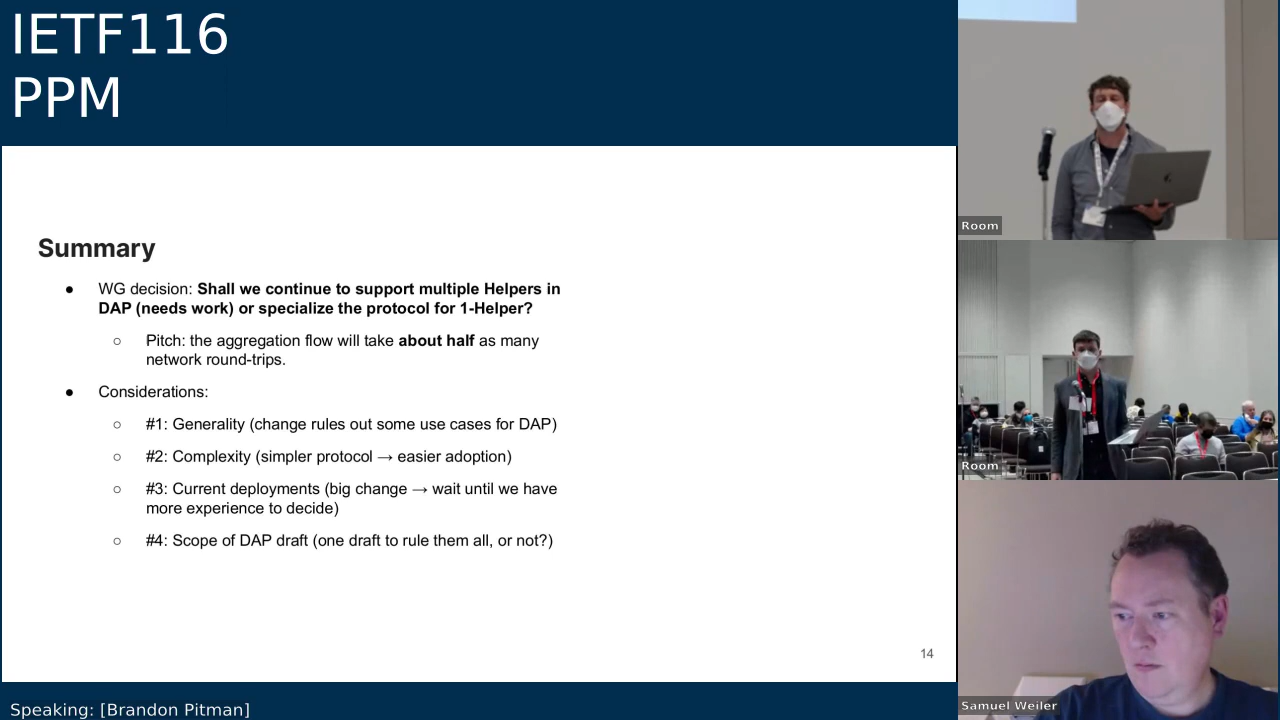 IETF116
PPM
Summary
● WG decision: Shall we continue to support multiple Helpers in
DAP (needs work) or specialize the protocol for 1-Helper?
○ Pitch: the aggregation flow will take about half as many
network round-trips.
● Considerations:
○ #1: Generality (change rules out some use cases for DAP)
○ #2: Complexity (simpler protocol → easier adoption)
○ #3: Current deployments (big change → wait until we have
more experience to decide)
○ #4: Scope of DAP draft (one draft to rule them all, or not?)
14
Speaking: [Brandon Pitman]
Room
Room
Samuel Weiler